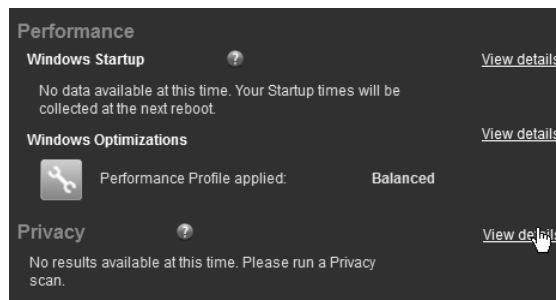 Performance
Windows Startup ? View details
No data available at this time. Your Startup times will be
collected at the next reboot.
Windows Optimizations View details
Performance Profile applied: Balanced
Privacy ? View details
No results available at this time. Please run a Privacy
scan.